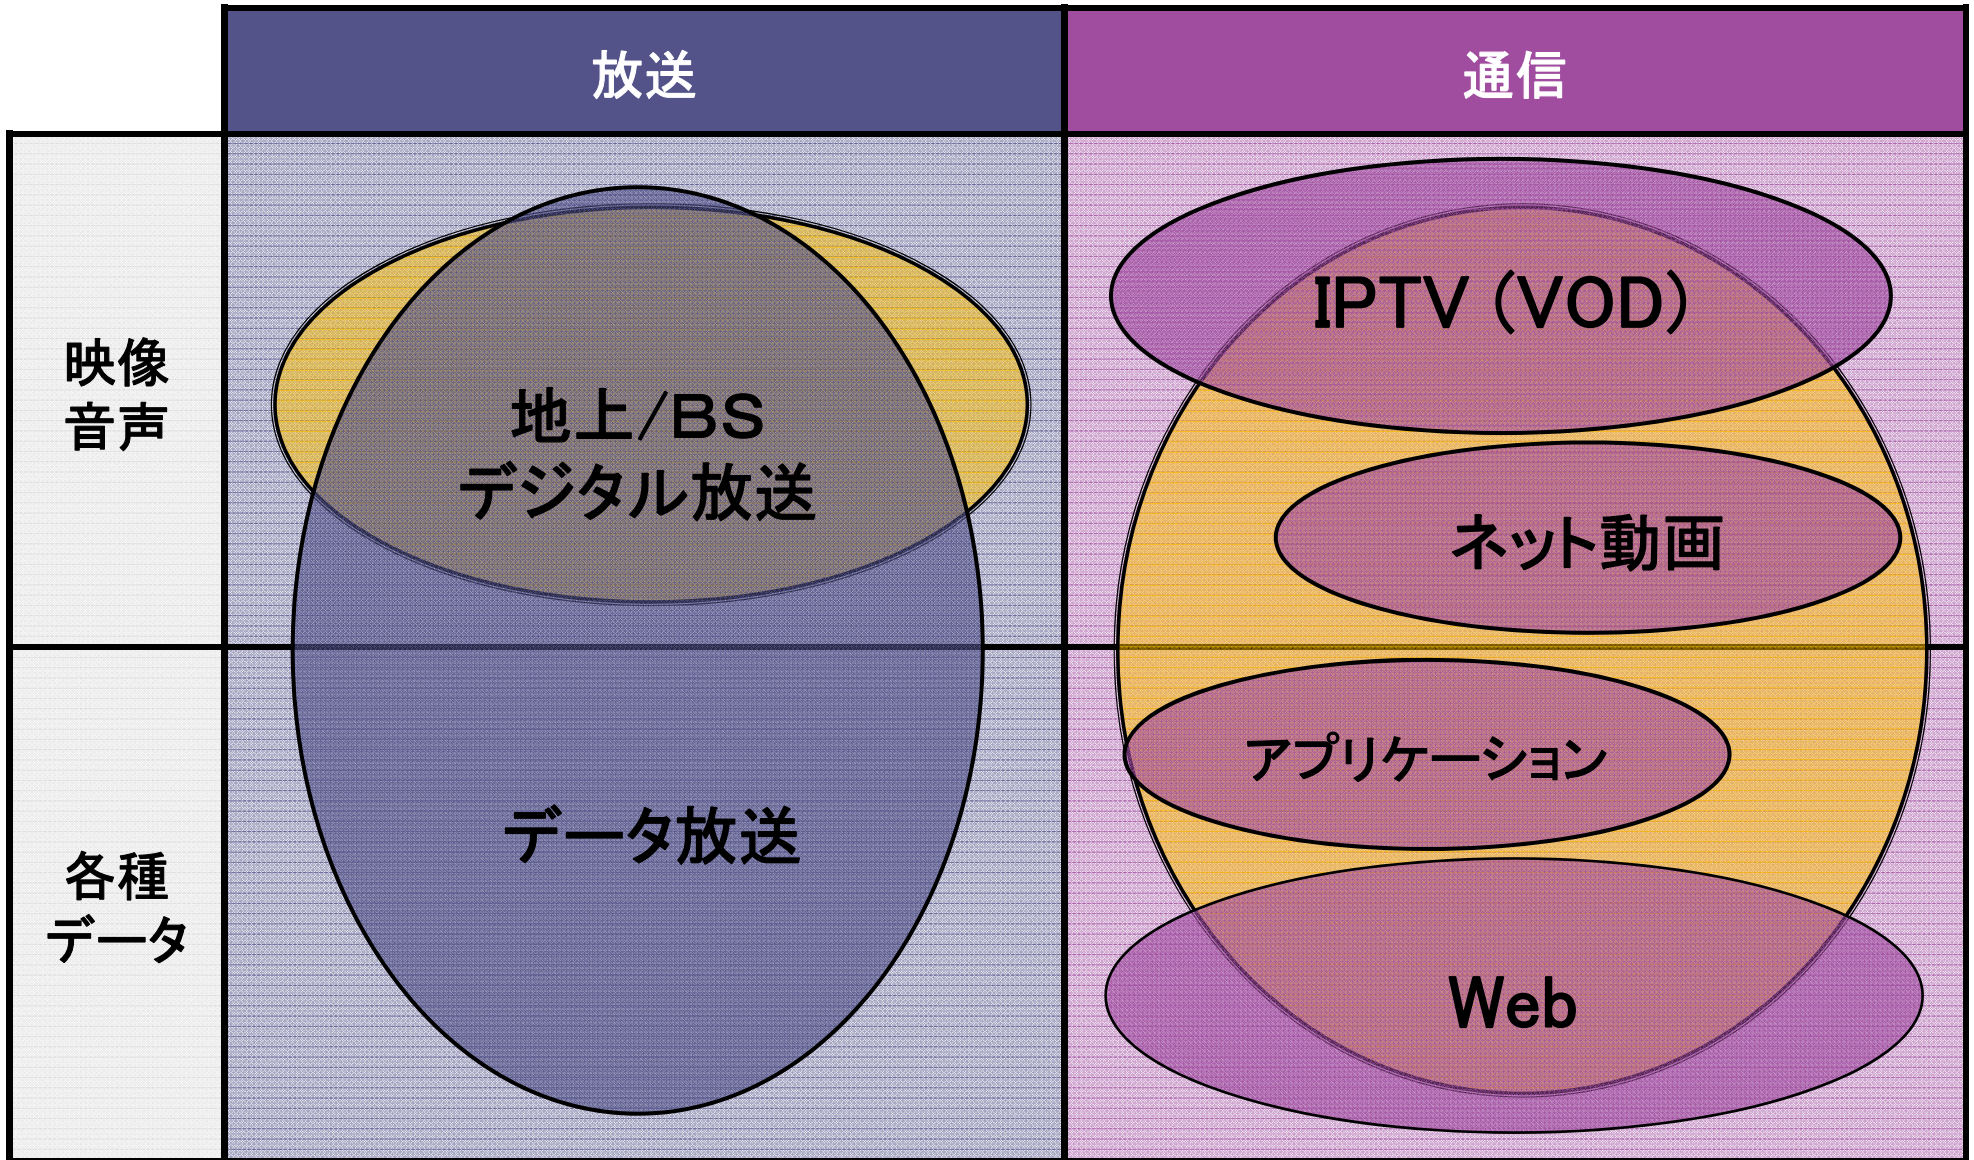 放送
通信
映像
音声
地上/BS
デジタル放送
IPTV（VOD）
ネット動画
各種
データ
データ放送
アプリケーション
Web